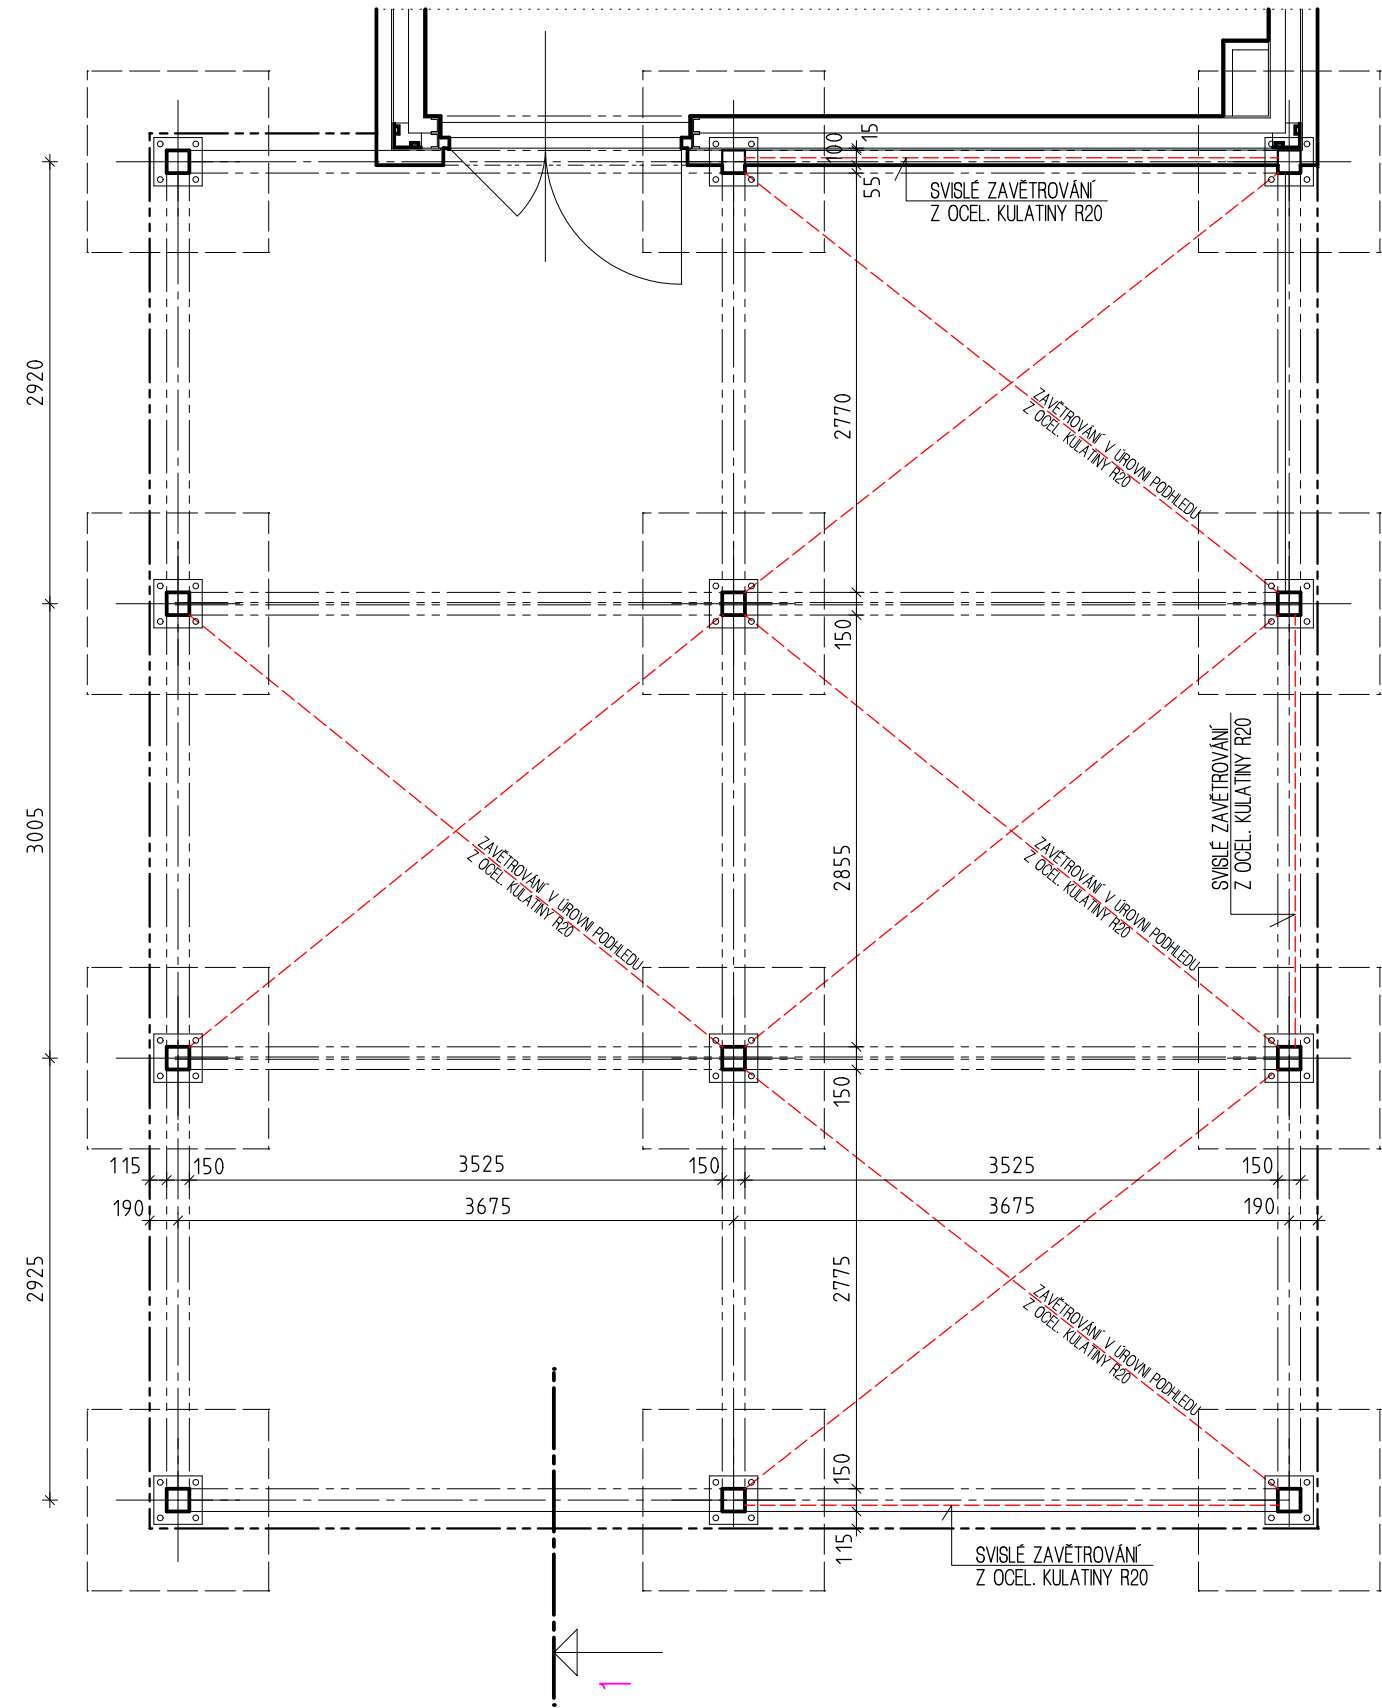 15
100
55
SVISLÉ ZAVĚTROVÁNÍ
Z OCEL. KULATINY R20
2920
2770
ZAVĚTROVÁNÍ V ÚROVNI PODHLEDU
Z OCEL. KULATINY R20
150
SVISLÉ ZAVĚTROVÁNÍ
Z OCEL. KULATINY R20
3005
2855
ZAVĚTROVÁNÍ V ÚROVNI PODHLEDU
Z OCEL. KULATINY R20
ZAVĚTROVÁNÍ V ÚROVNI PODHLEDU
Z OCEL. KULATINY R20
150
115 150 3525 150 3525 150
190 3675 3675 190
2925
2775
ZAVĚTROVÁNÍ V ÚROVNI PODHLEDU
Z OCEL. KULATINY R20
150
115
SVISLÉ ZAVĚTROVÁNÍ
Z OCEL. KULATINY R20
1